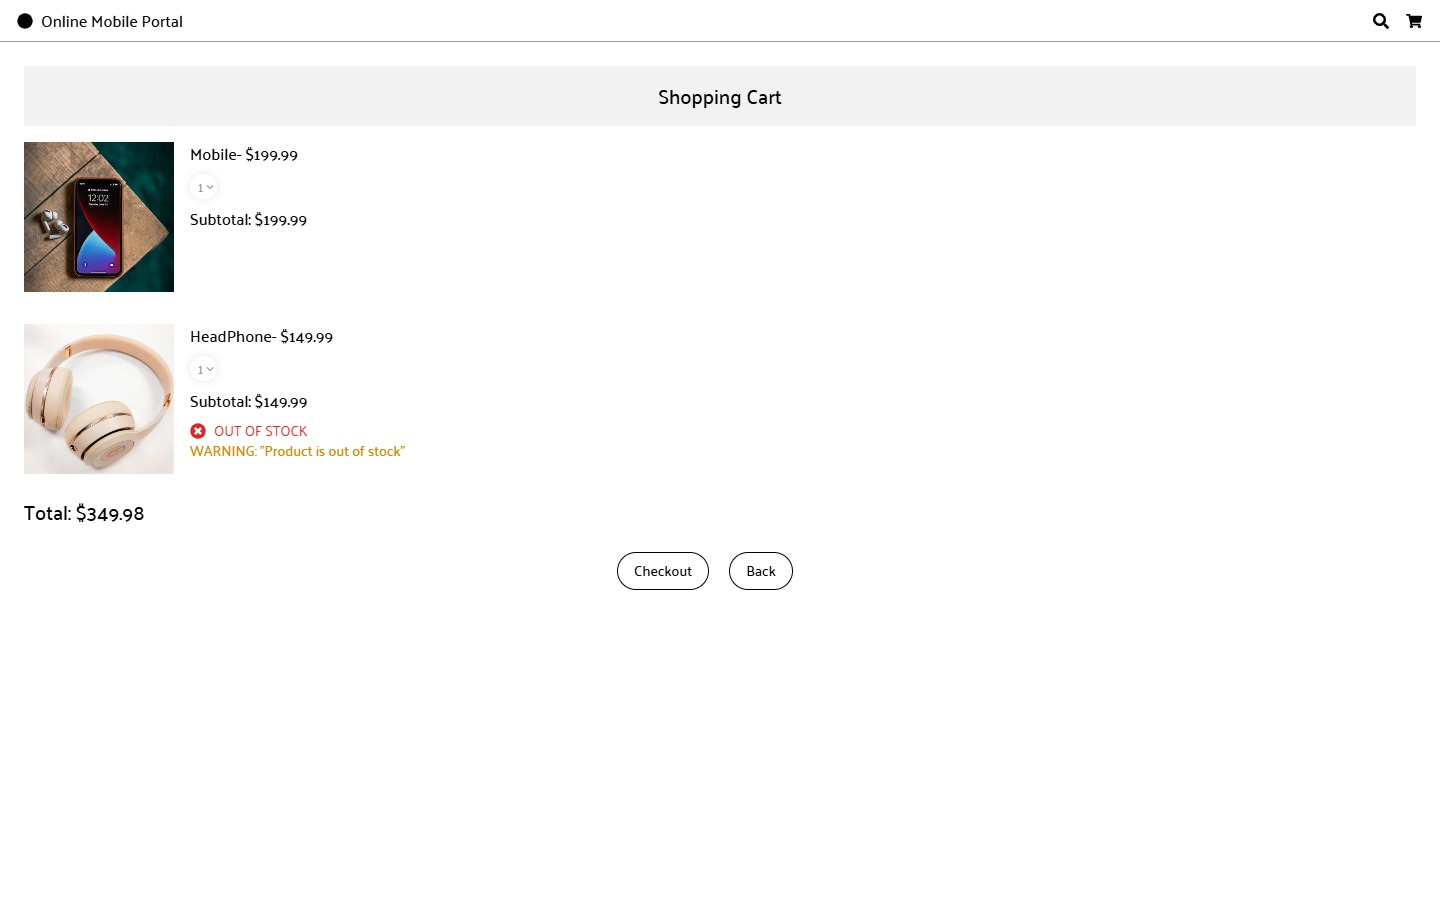 Online Mobile Portal
Shopping Cart
Mobile- $199.99
1
Subtotal: $199.99
12:02
HeadPhone- $149.99
1
Subtotal: $149.99
OUT OF STOCK
WARNING: "Product is out of stock"
Total: $349.98
Checkout
Back